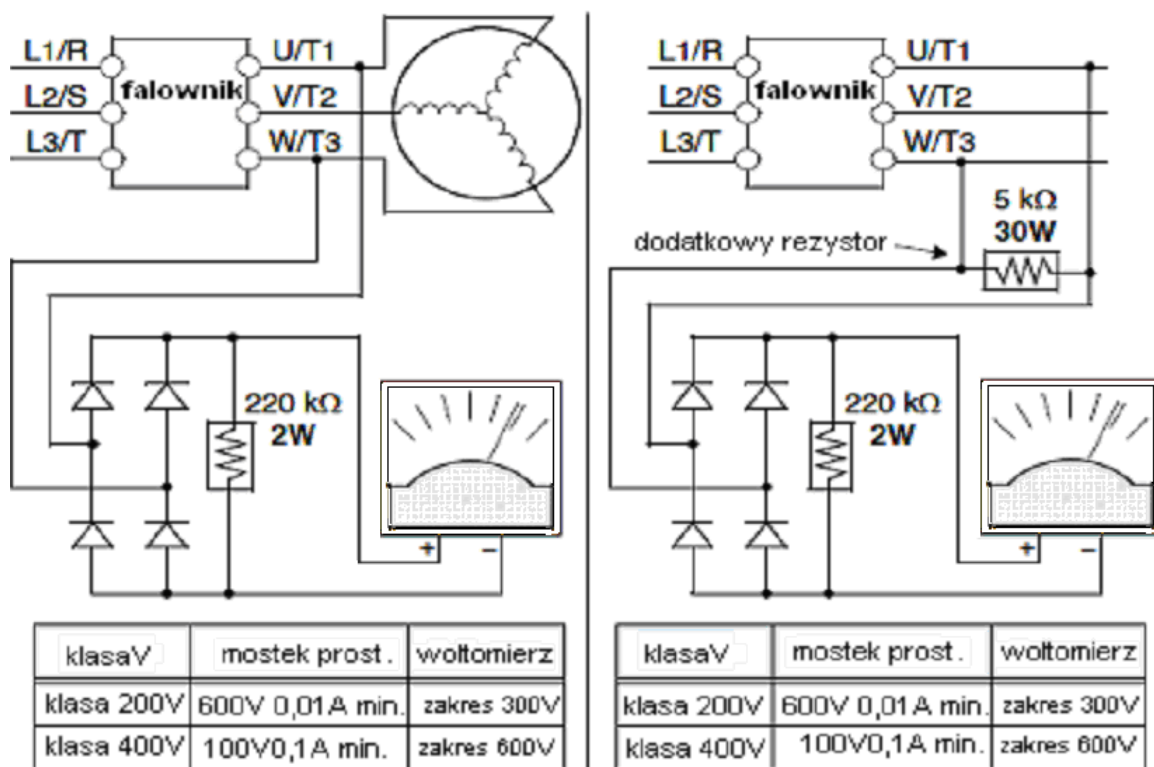 L1/R
U/T1
falownik
L2/S
V/T2
L3/T
W/T3
220 kΩ
2W
+
−
klasaV mostek prost. woltomierz
klasa 200V 600V 0,01A min. zakres 300V
klasa 400V 100V0,1A min. zakres 600V
L1/R
U/T1
falownik
L2/S
V/T2
L3/T
W/T3
5 kΩ
30W
dodatkowy rezystor
220 kΩ
2W
+
−
klasaV mostek prost. woltomierz
klasa 200V 600V 0,01A min. zakres 300V
klasa 400V 100V0,1A min. zakres 600V